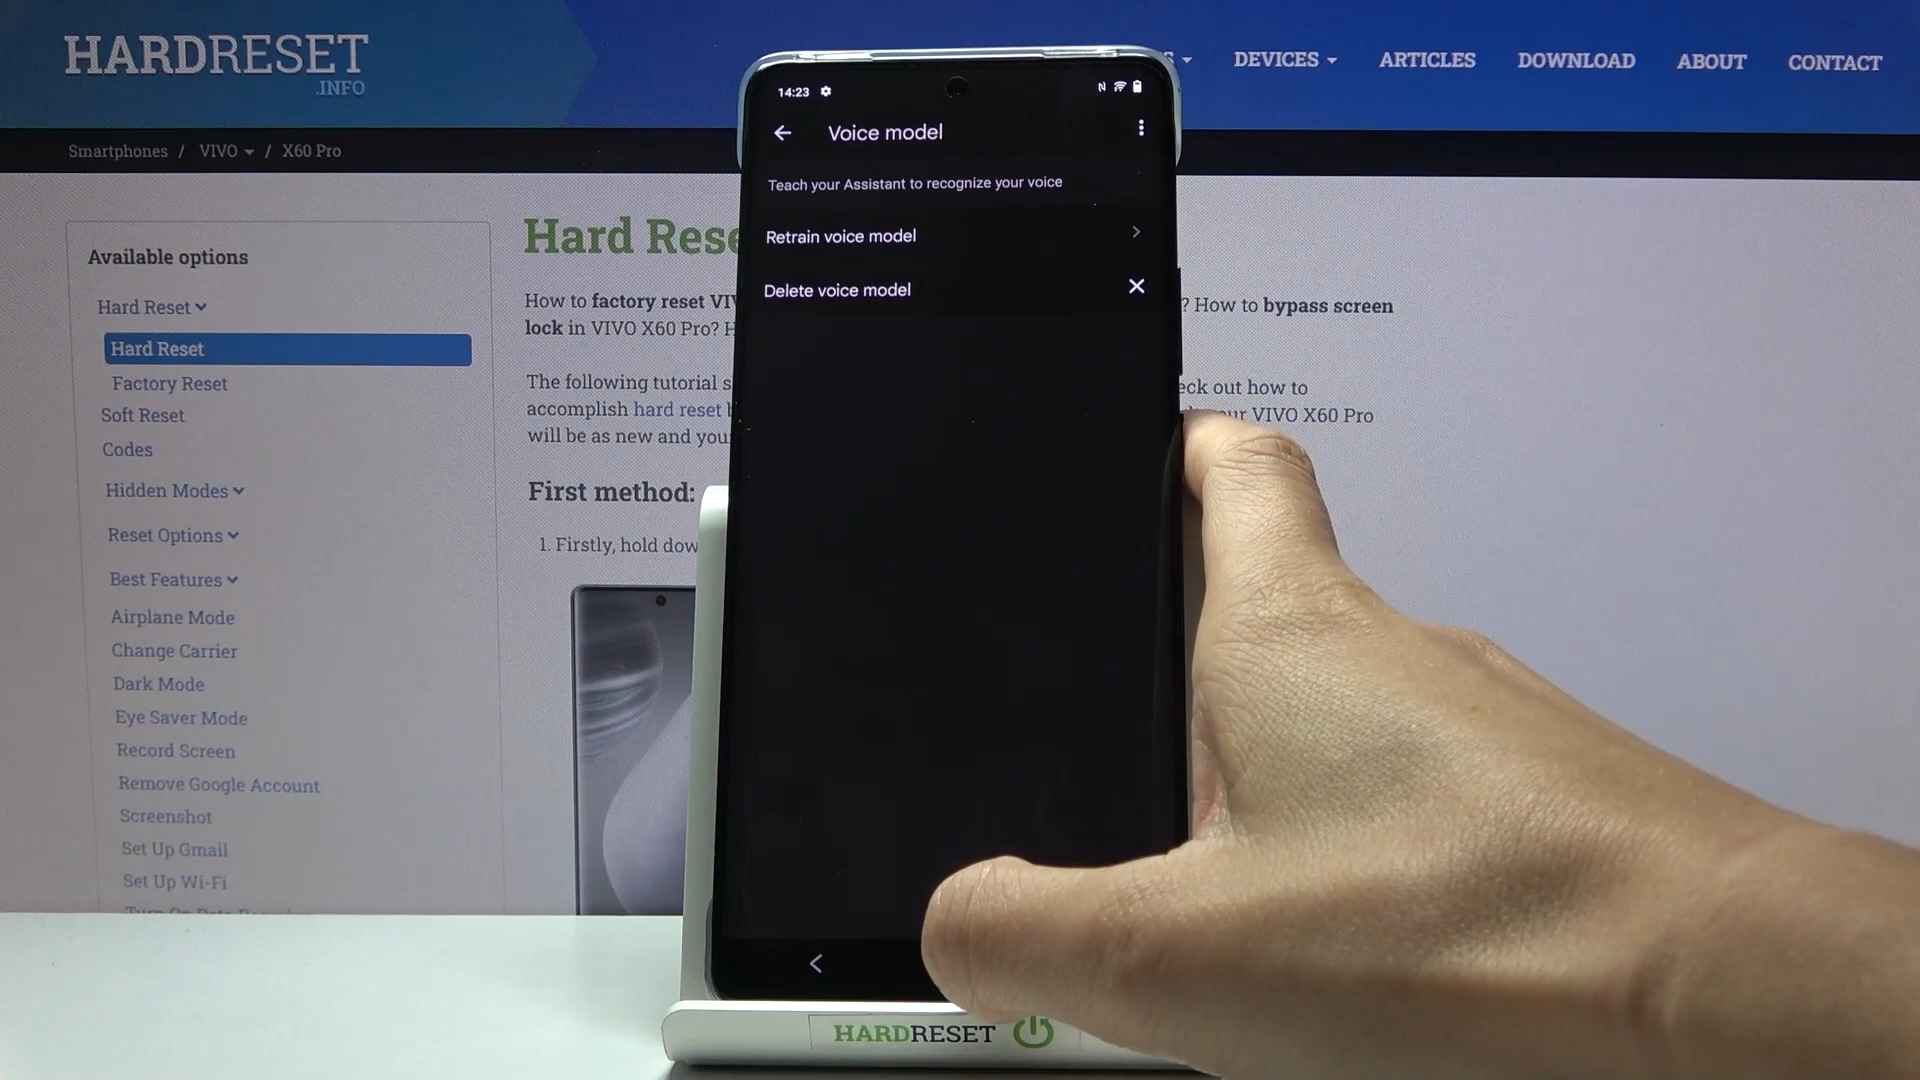 HARDRESET
.INFO
DEVICES
ARTICLES
DOWNLOAD
ABOUT
CONTACT
Smartphones / VIVO / X60 Pro
Available options
Hard Reset
Hard Reset
Factory Reset
Soft Reset
Codes
Hidden Modes
Reset Options
Best Features
Airplane Mode
Change Carrier
Dark Mode
Eye Saver Mode
Record Screen
Remove Google Account
Screenshot
Set Up Gmail
Set Up Wi-Fi
Hard Rese
How to factory reset VIV ? How to bypass screen
lock in VIVO X60 Pro? H
The following tutorial s eck out how to
accomplish hard reset b ur VIVO X60 Pro
will be as new and you
First method:
1. Firstly, hold dow
14:23
Voice model
Teach your Assistant to recognize your voice
Retrain voice model
Delete voice model
HARDRESET